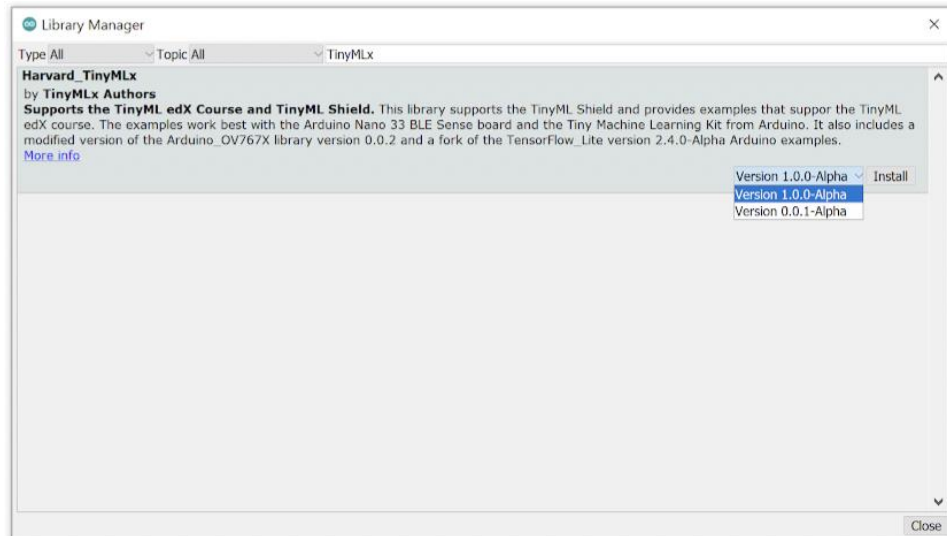 Library Manager
Type All Topic All TinyMLx
Harvard_TinyMLx
by TinyMLx Authors
Supports the TinyML edX Course and TinyML Shield. This library supports the TinyML Shield and provides examples that suppor the TinyML
edX course. The examples work best with the Arduino Nano 33 BLE Sense board and the Tiny Machine Learning Kit from Arduino. It also includes a
modified version of the Arduino_OV767X library version 0.0.2 and a fork of the TensorFlow_Lite version 2.4.0-Alpha Arduino examples.
More info
Version 1.0.0-Alpha Install
Version 1.0.0-Alpha
Version 0.0.1-Alpha
Close